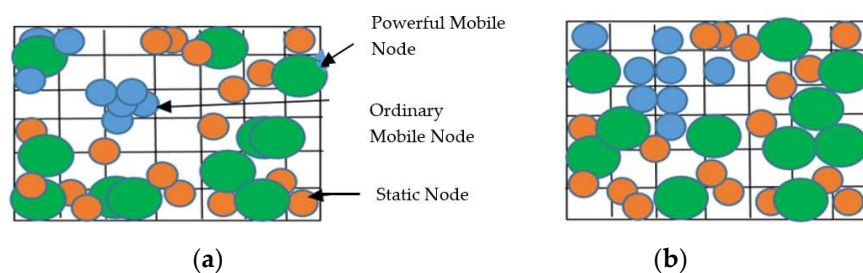 Powerful Mobile
Node
Ordinary
Mobile Node
Static Node
(a)
(b)